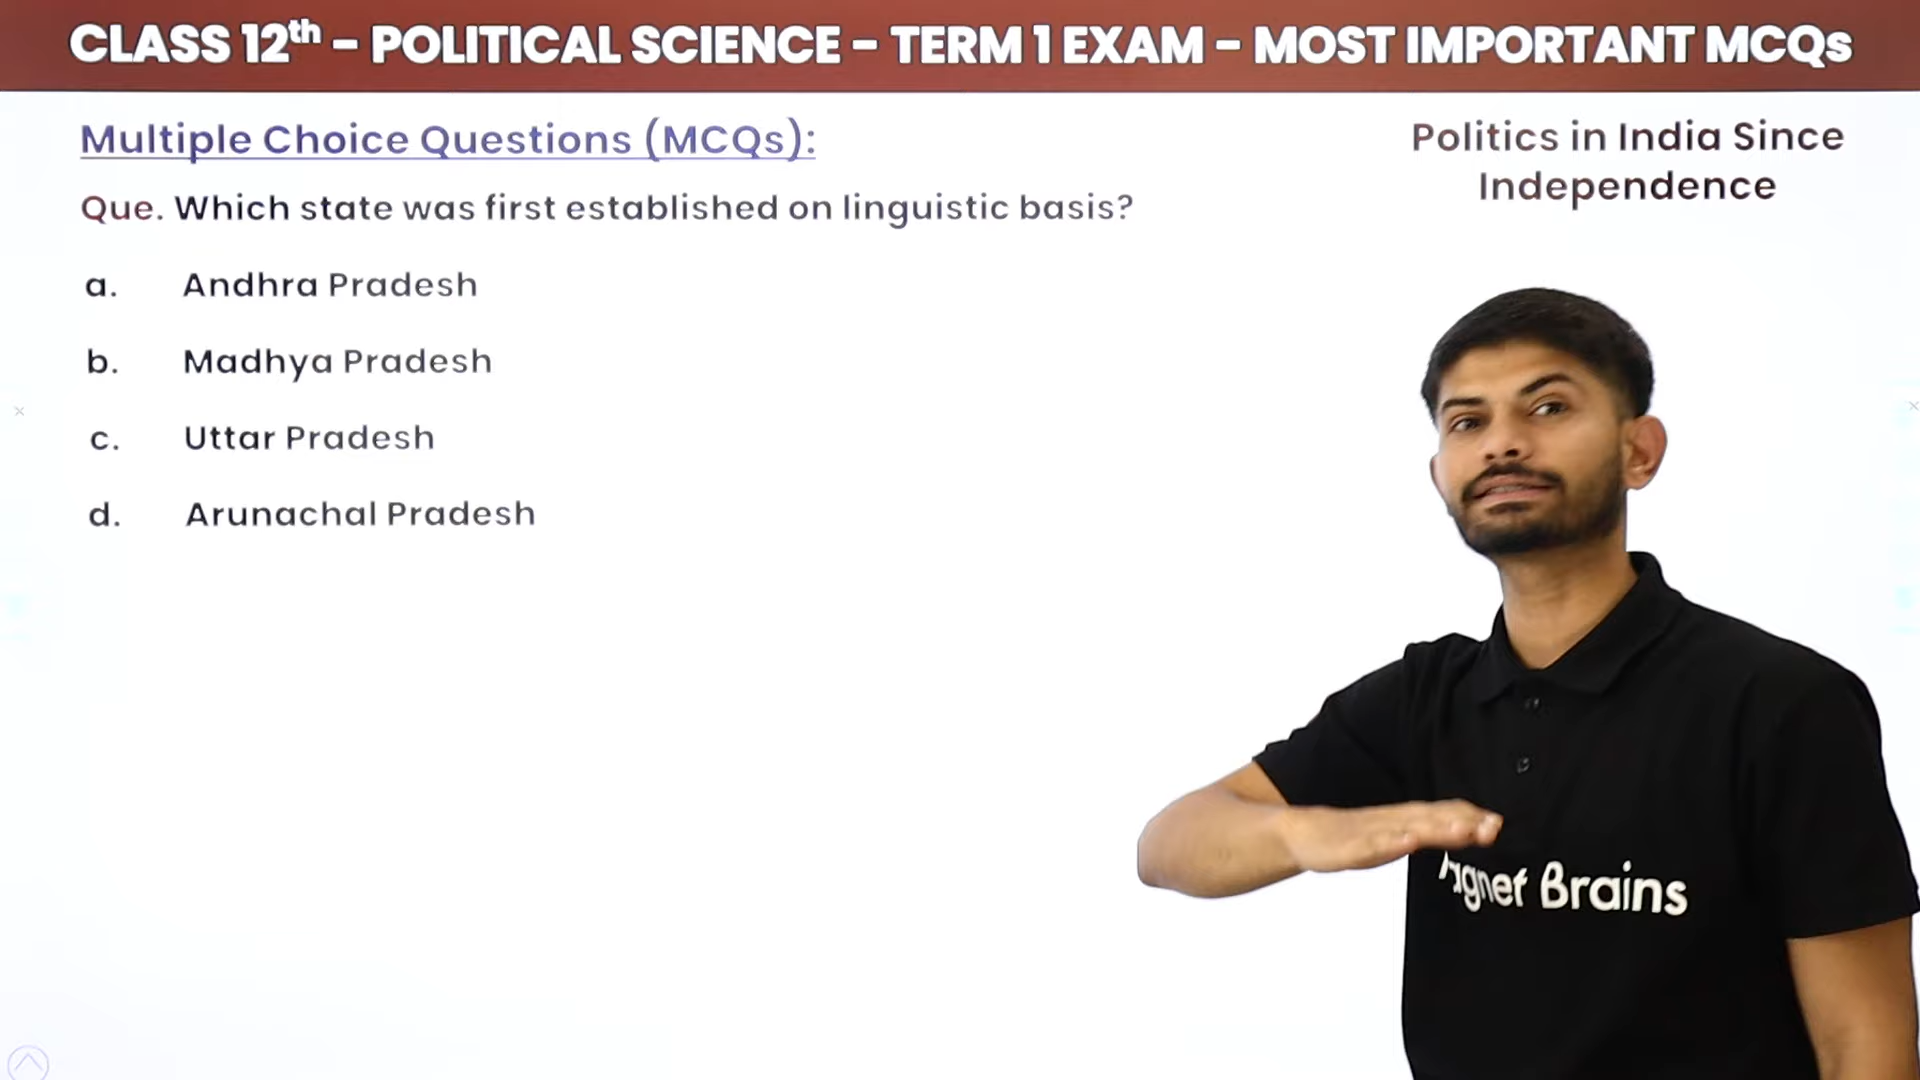 CLASS 12th – POLITICAL SCIENCE – TERM 1 EXAM – MOST IMPORTANT MCQs
Multiple Choice Questions (MCQs):
Politics in India Since
Independence
Que. Which state was first established on linguistic basis?
a. Andhra Pradesh
b. Madhya Pradesh
c. Uttar Pradesh
d. Arunachal Pradesh
agnet Brains